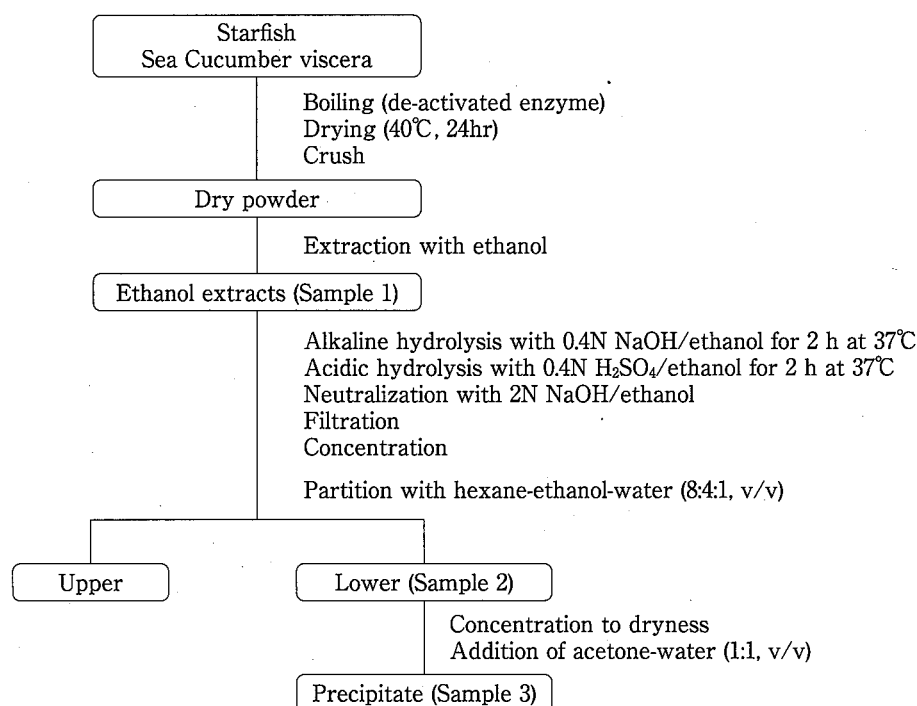 Starfish
Sea Cucumber viscera
Boiling (de-activated enzyme)
Drying (40℃, 24hr)
Crush
Dry powder
Extraction with ethanol
Ethanol extracts (Sample 1)
Alkaline hydrolysis with 0.4N NaOH/ethanol for 2 h at 37℃
Acidic hydrolysis with 0.4N H₂SO₄/ethanol for 2 h at 37℃
Neutralization with 2N NaOH/ethanol
Filtration
Concentration
Partition with hexane-ethanol-water (8:4:1, v/v)
Upper
Lower (Sample 2)
Concentration to dryness
Addition of acetone-water (1:1, v/v)
Precipitate (Sample 3)